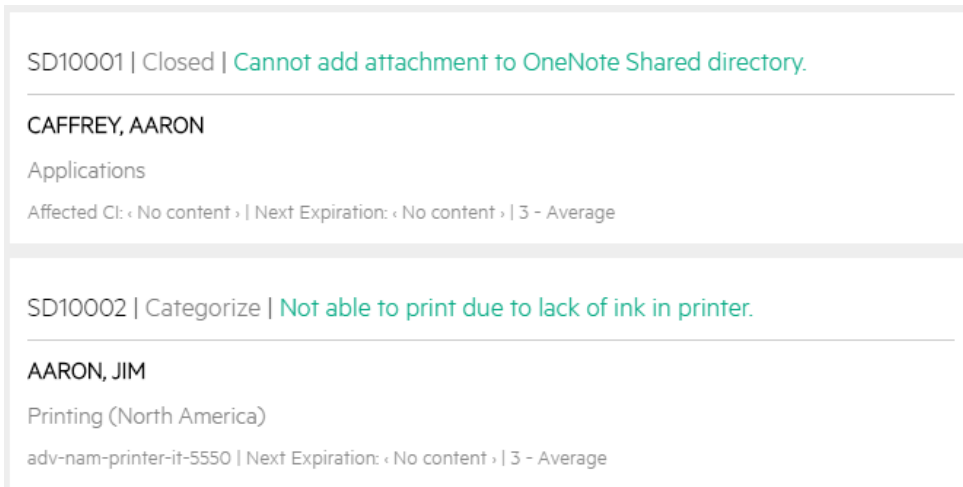 SD10001 | Closed | Cannot add attachment to OneNote Shared directory.
CAFFREY, AARON
Applications
Affected CI: ‹ No content › | Next Expiration: ‹ No content › | 3 - Average
SD10002 | Categorize | Not able to print due to lack of ink in printer.
AARON, JIM
Printing (North America)
adv-nam-printer-it-5550 | Next Expiration: ‹ No content › | 3 - Average